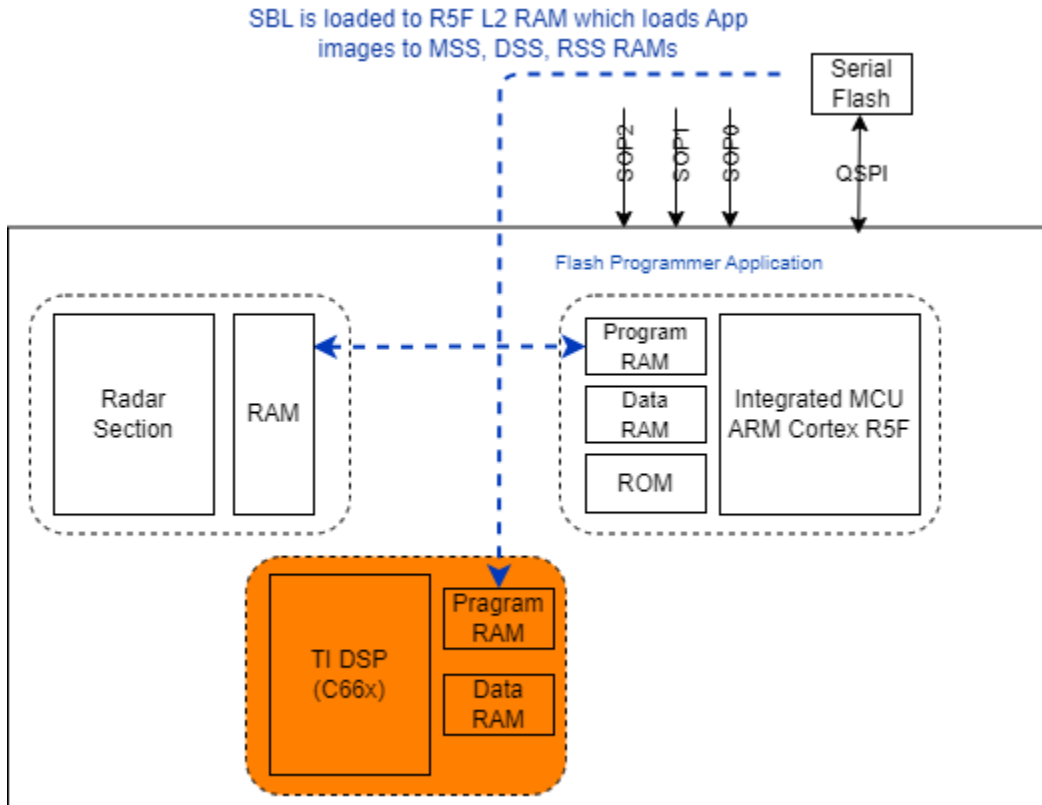 SBL is loaded to R5F L2 RAM which loads App
images to MSS, DSS, RSS RAMs
Serial
Flash
SOP2
SOP1
SOP0
QSPI
Flash Programmer Application
Radar
Section
RAM
Program
RAM
Data
RAM
ROM
Integrated MCU
ARM Cortex R5F
TI DSP
(C66x)
Pragram
RAM
Data
RAM